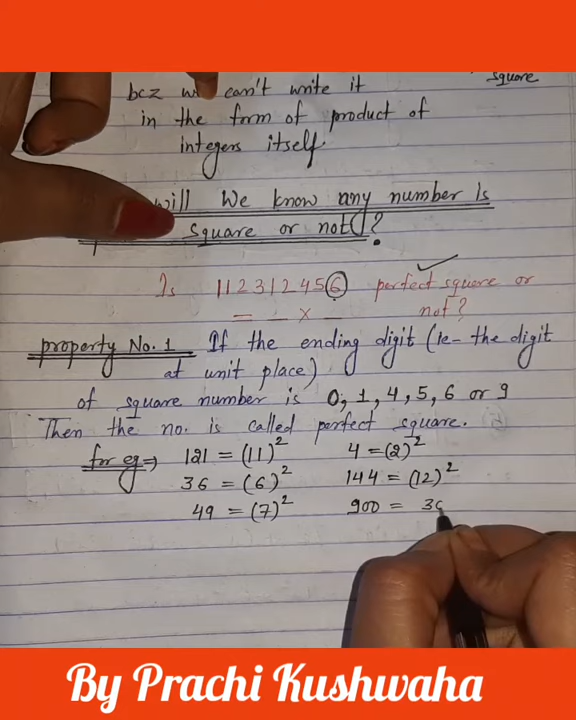 square
bcz we can't write it
in the form of product of
integers itself.
will We know any number is
square or not?
Is 112312456 perfect square or
not?
property No. 1 If the ending digit (ie- the digit
at unit place)
of square number is 0, 1, 4, 5, 6 or 9
Then the no. is called perfect square.
for eg ⇒ 121 = (11)² 4 = (2)²
36 = (6)² 144 = (12)²
49 = (7)² 900 = 30
By Prachi Kushwaha